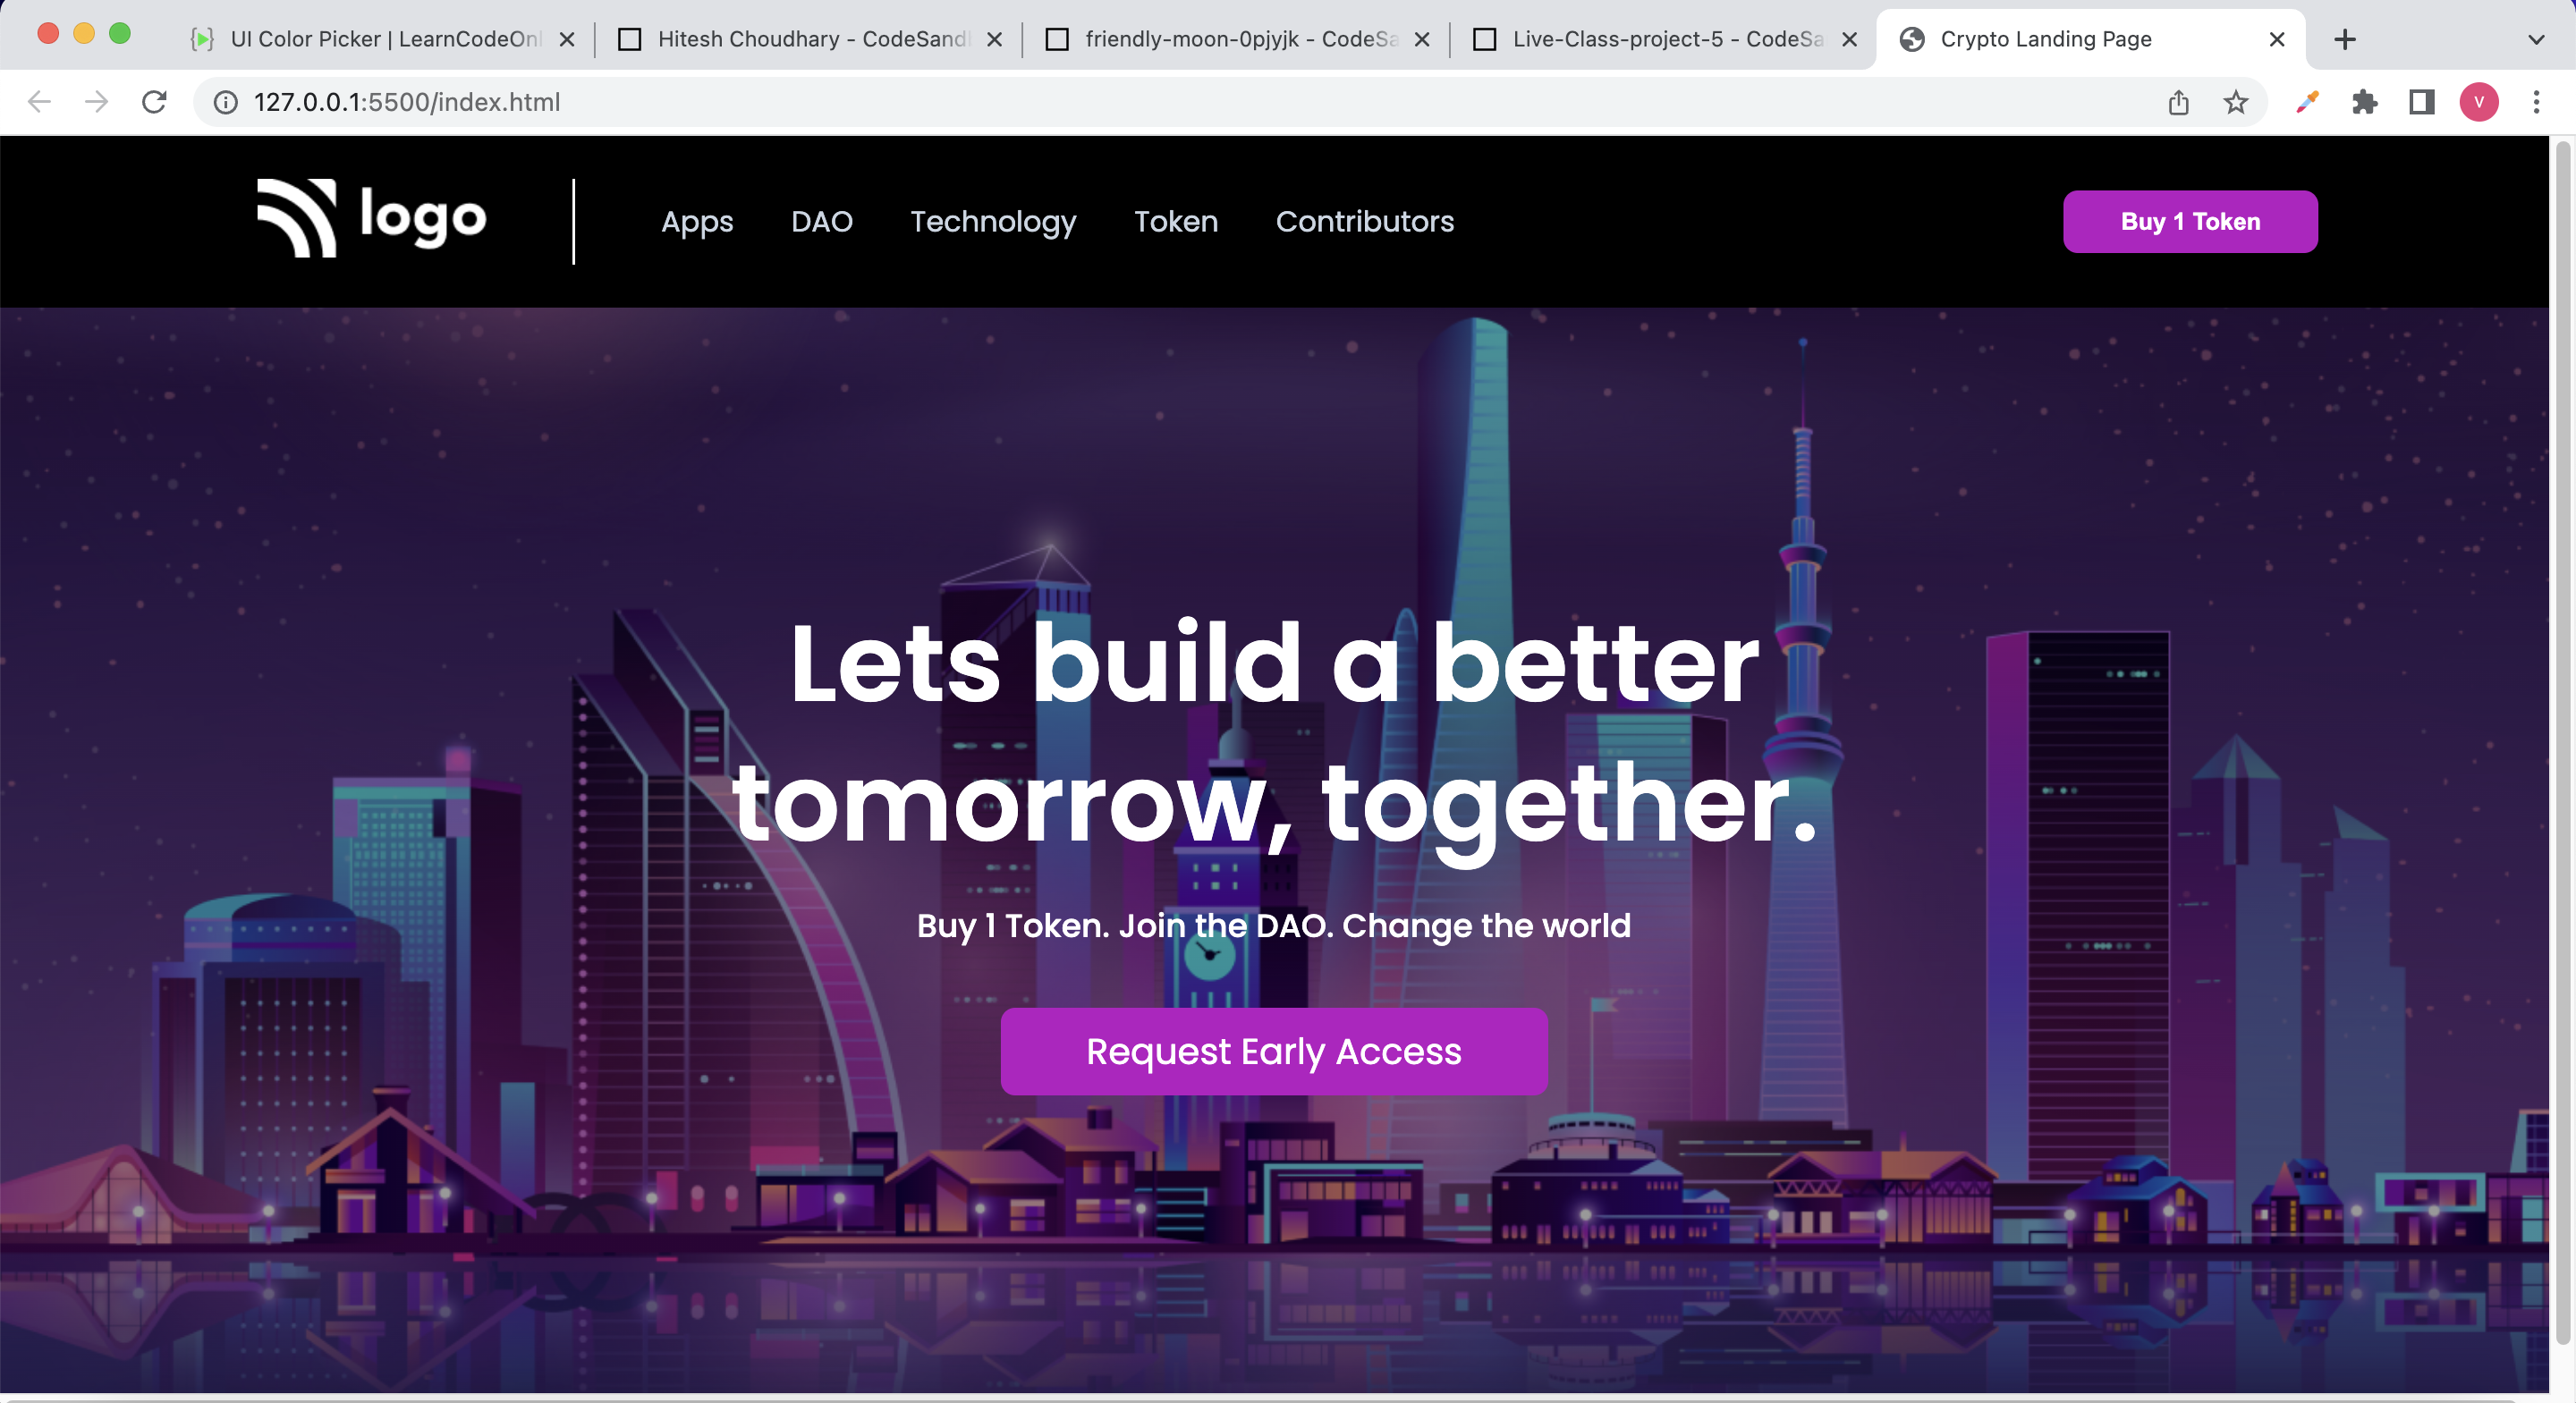 UI Color Picker | LearnCodeOnl
Hitesh Choudhary - CodeSand
friendly-moon-0pjyjk - CodeSa
Live-Class-project-5 - CodeSa
Crypto Landing Page
127.0.0.1:5500/index.html
V
logo
Apps DAO Technology Token Contributors
Buy 1 Token
Lets build a better
tomorrow, together.
Buy 1 Token. Join the DAO. Change the world
Request Early Access